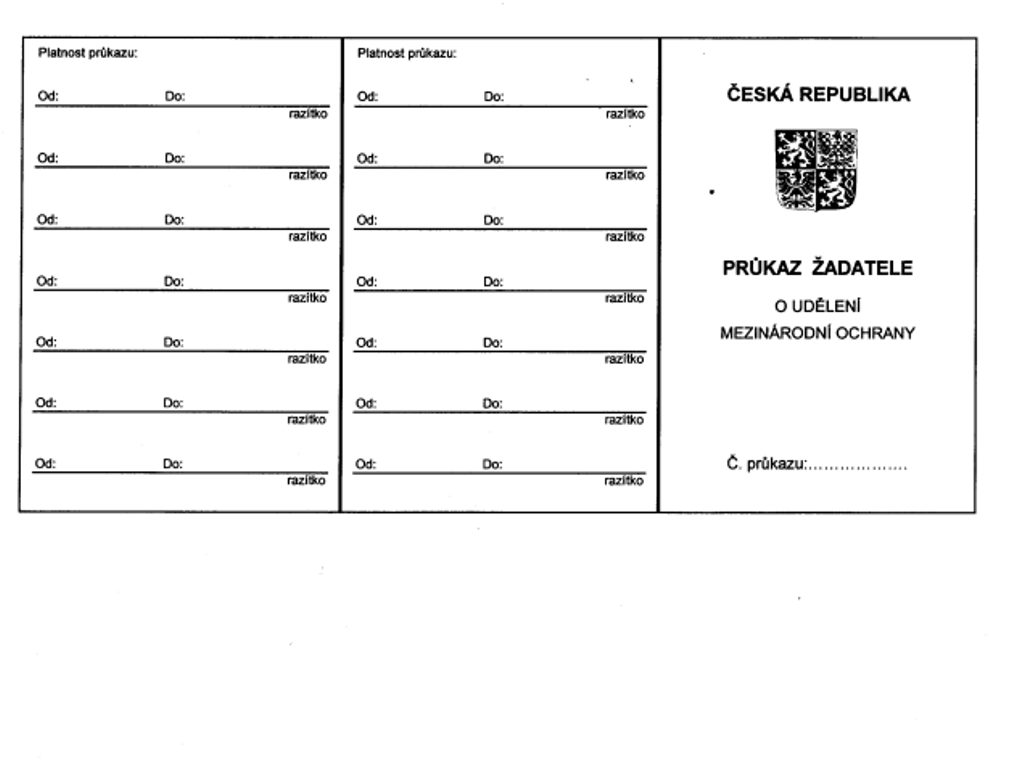 Platnost průkazu:
Od: Do:
razítko
Od: Do:
razítko
Od: Do:
razítko
Od: Do:
razítko
Od: Do:
razítko
Od: Do:
razítko
Od: Do:
razítko
Platnost průkazu:
Od: Do:
razítko
Od: Do:
razítko
Od: Do:
razítko
Od: Do:
razítko
Od: Do:
razítko
Od: Do:
razítko
Od: Do:
razítko
ČESKÁ REPUBLIKA
PRŮKAZ ŽADATELE
O UDĚLENÍ
MEZINÁRODNÍ OCHRANY
Č. průkazu:………………..